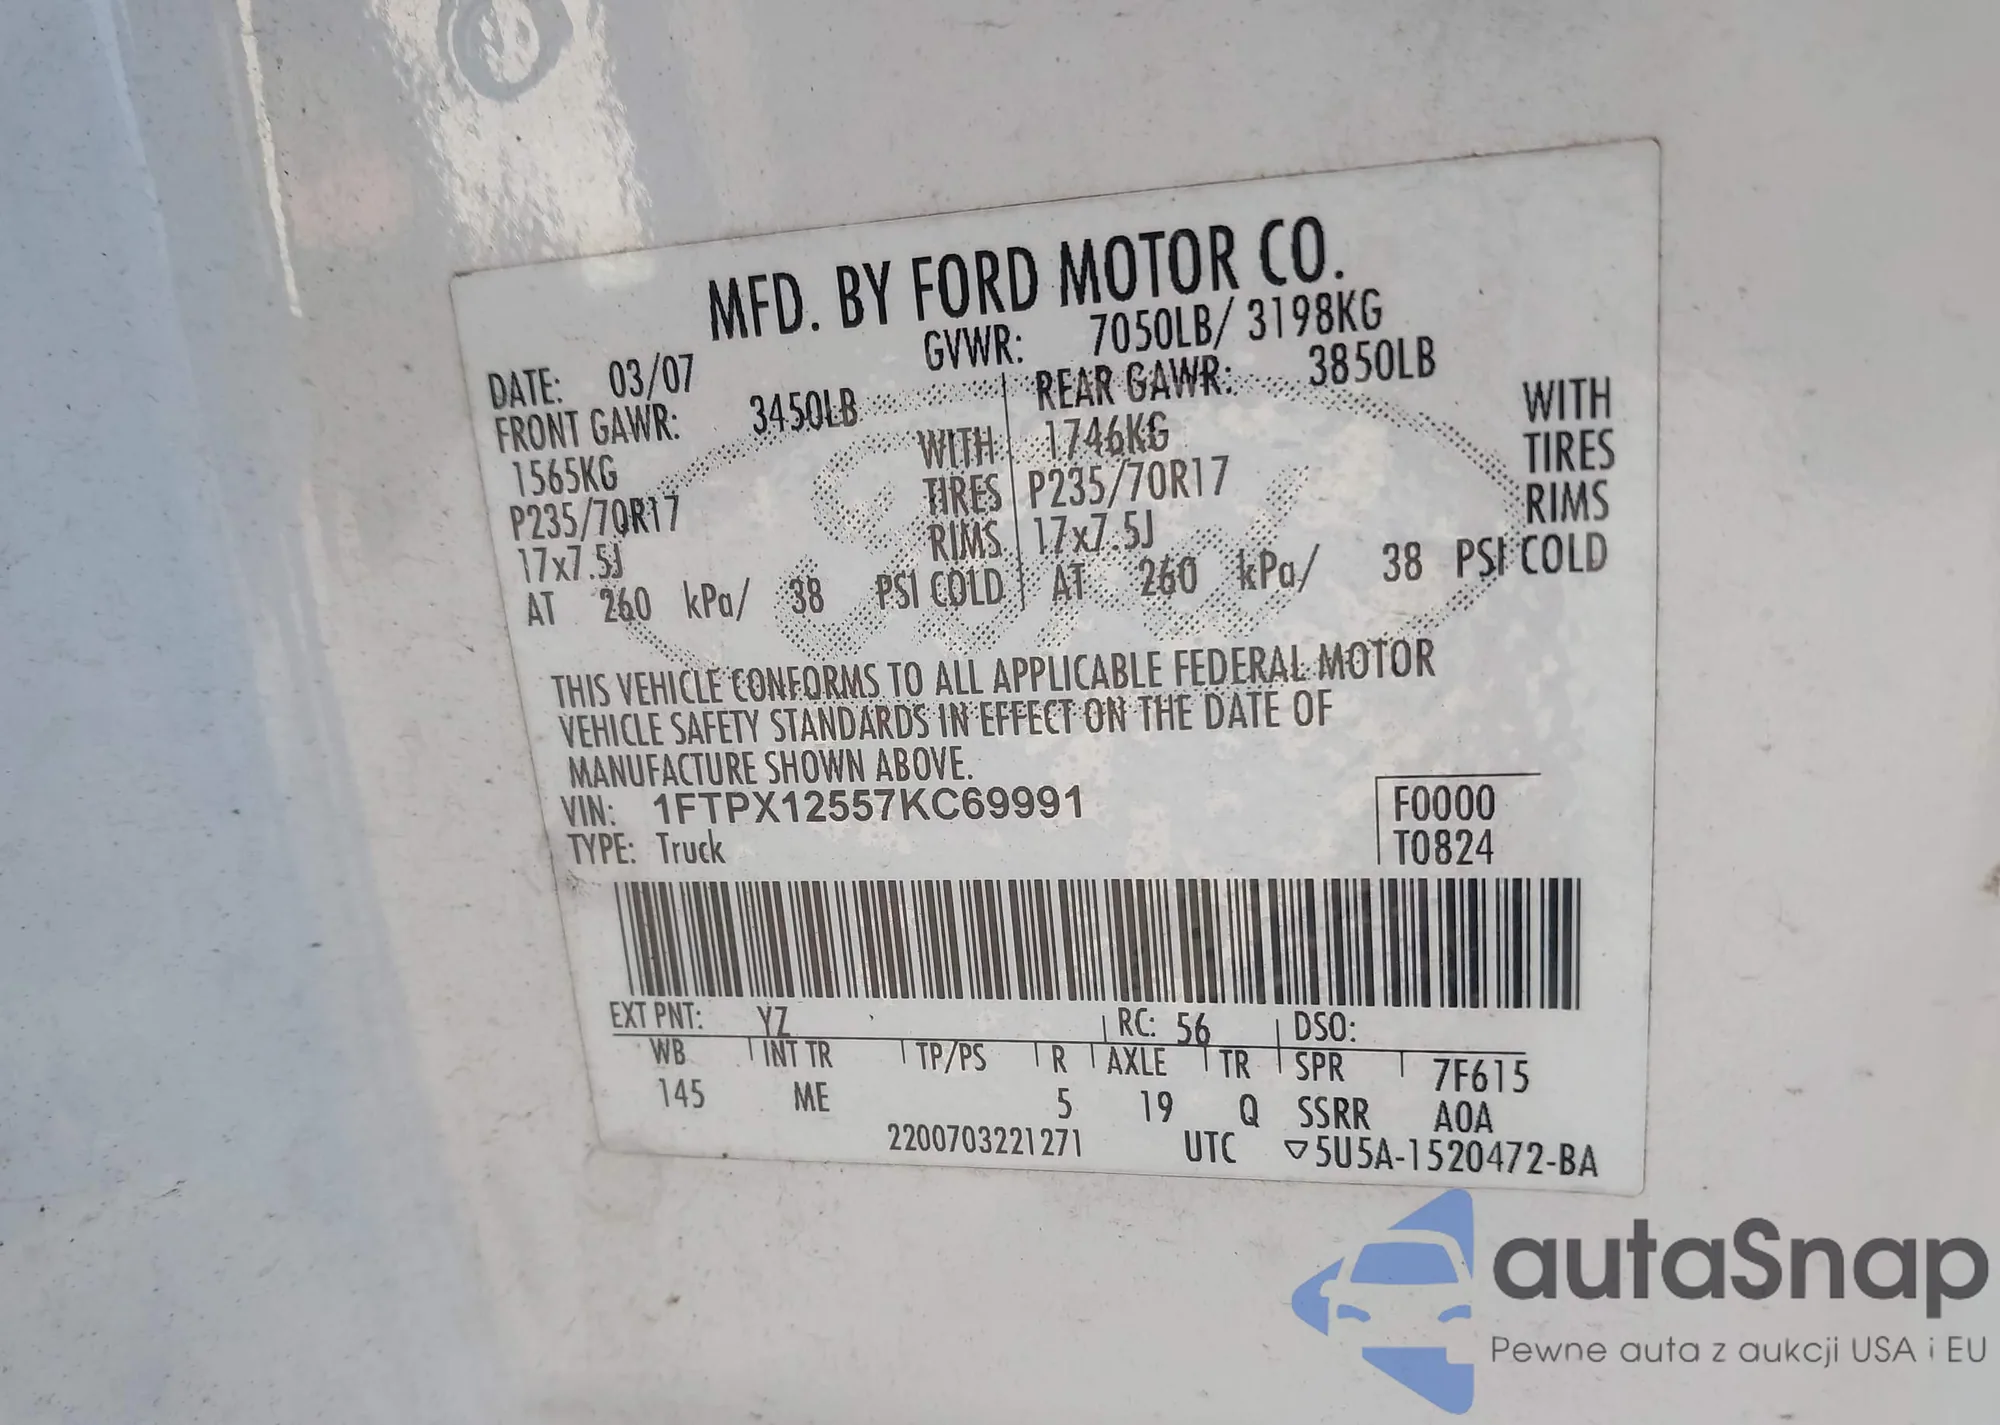 MFD. BY FORD MOTOR CO.
DATE: 03/07 GVWR: 7050LB/ 3198KG
FRONT GAWR: 3450LB REAR GAWR: 3850LB
1565KG WITH 1746KG WITH
P235/70R17 TIRES P235/70R17 TIRES
17x7.5J RIMS 17x7.5J RIMS
AT 260 kPa/ 38 PSI COLD AT 260 kPa/ 38 PSI COLD
THIS VEHICLE CONFORMS TO ALL APPLICABLE FEDERAL MOTOR
VEHICLE SAFETY STANDARDS IN EFFECT ON THE DATE OF
MANUFACTURE SHOWN ABOVE.
VIN: 1FTPX12557KC69991 F0000
TYPE: Truck T0824
EXT PNT: YZ RC: 56 DSO:
WB INT TR TP/PS R AXLE TR SPR 7F615
145 ME 5 19 Q SSRR A0A
2200703221271 UTC ▽5U5A-1520472-BA
autaSnap
Pewne auta z aukcji USA i EU